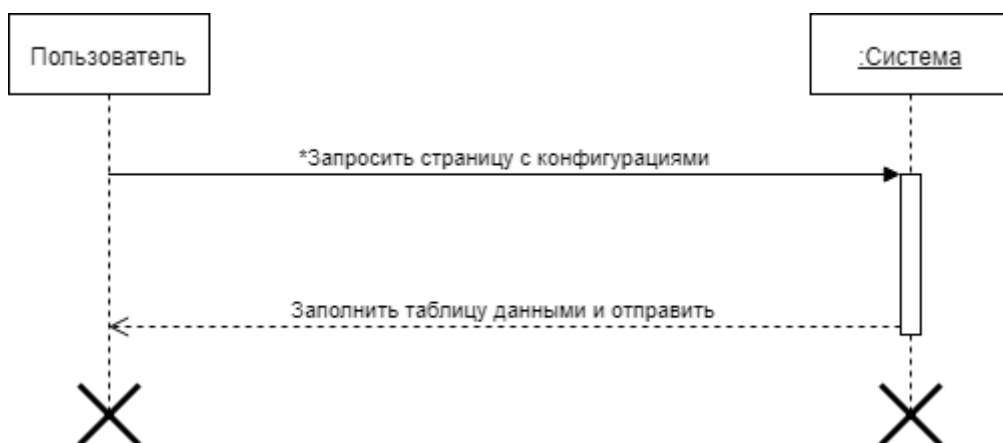 Пользователь
:Система
*Запросить страницу с конфигурациями
Заполнить таблицу данными и отправить